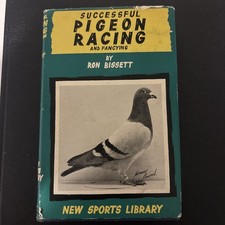 SUCCESSFUL
PIGEON
RACING
AND FANCYING
BY
RON BISSETT
NEW SPORTS LIBRARY